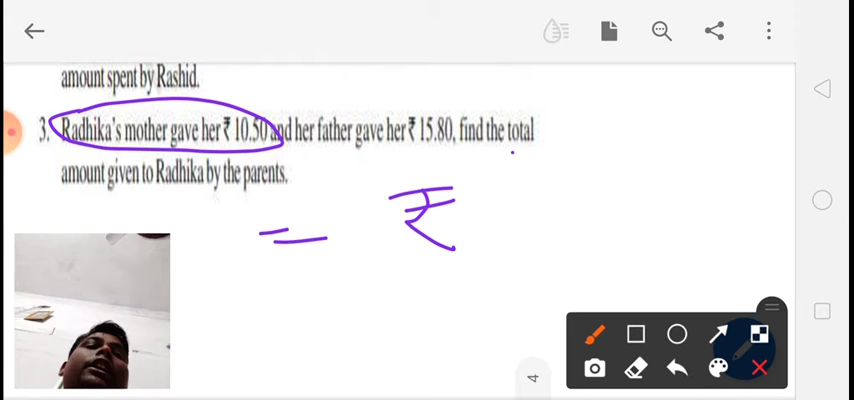 amount spent by Rashid.
3. Radhika's mother gave her ₹ 10.50 and her father gave her ₹ 15.80, find the total
amount given to Radhika by the parents.
= ₹
4